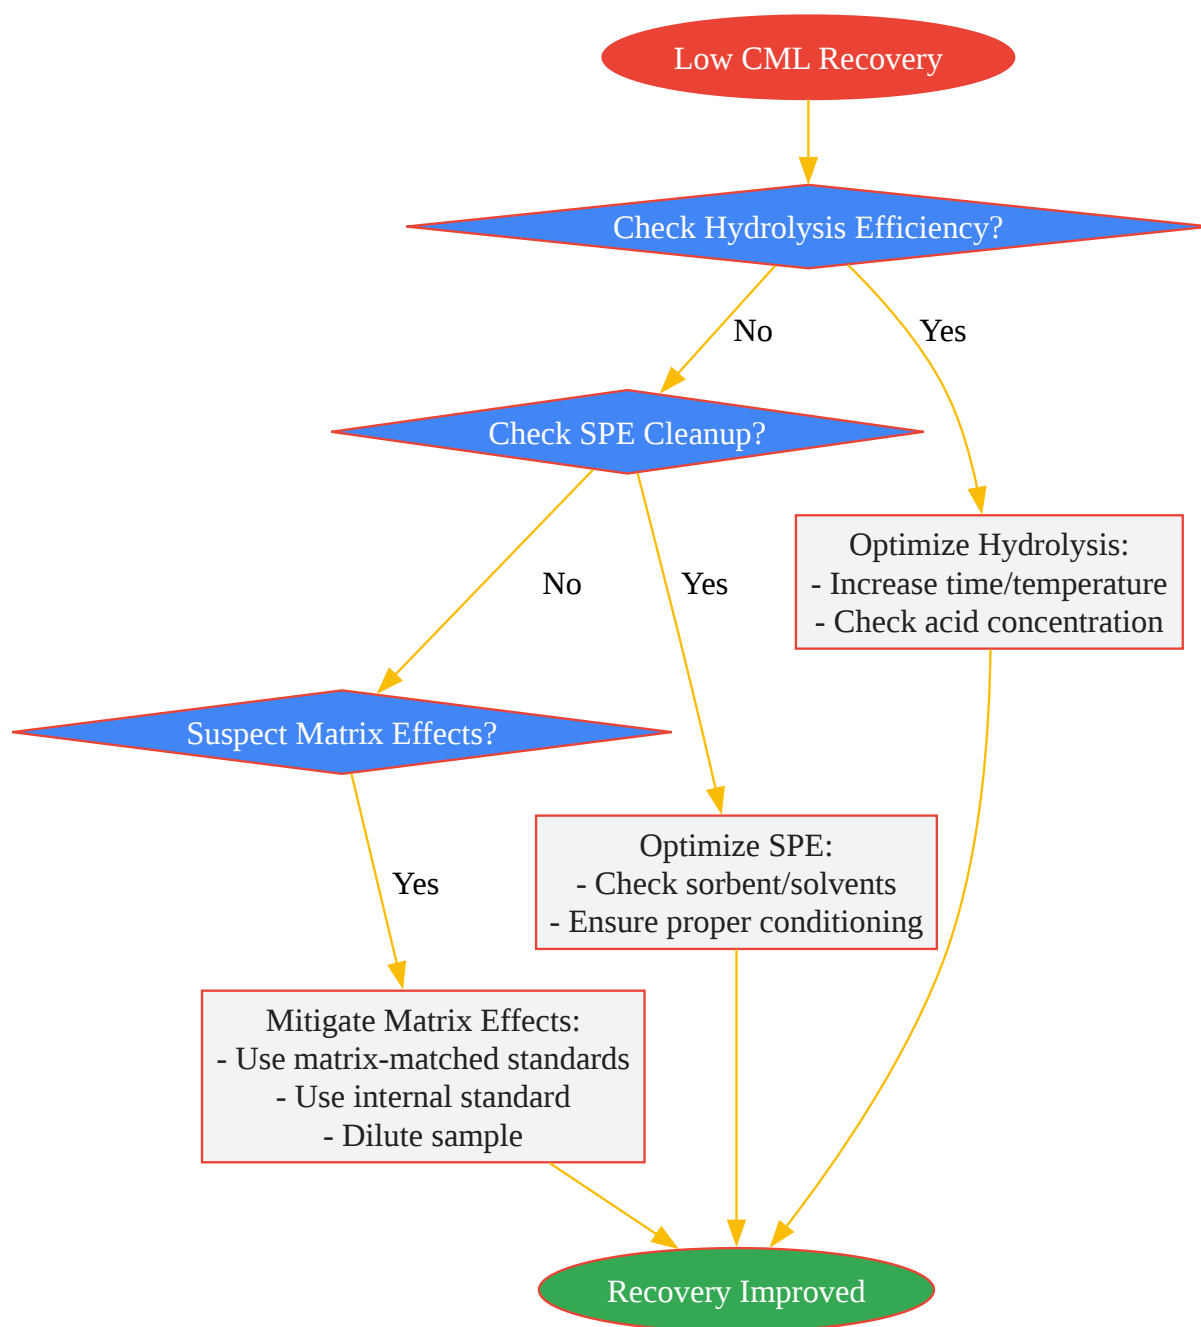 Low CML Recovery
Check Hydrolysis Efficiency?
No
Yes
Check SPE Cleanup?
Optimize Hydrolysis:
- Increase time/temperature
- Check acid concentration
No
Yes
Suspect Matrix Effects?
Optimize SPE:
- Check sorbent/solvents
- Ensure proper conditioning
Yes
Mitigate Matrix Effects:
- Use matrix-matched standards
- Use internal standard
- Dilute sample
Recovery Improved